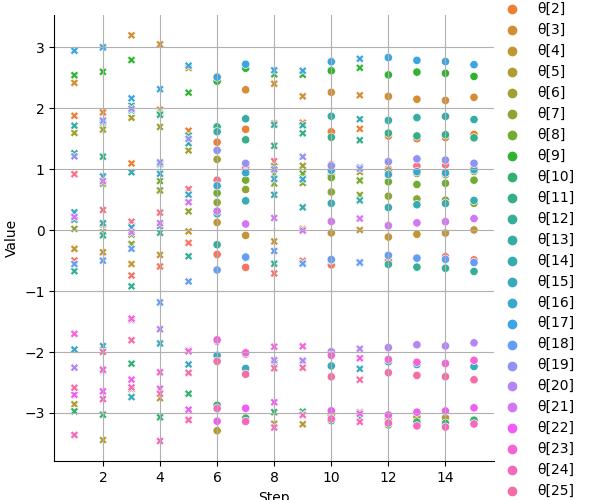 3
2
1
0
−1
−2
−3
Value
2
4
6
8
10
12
14
Step
θ[2]
θ[3]
θ[4]
θ[5]
θ[6]
θ[7]
θ[8]
θ[9]
θ[10]
θ[11]
θ[12]
θ[13]
θ[14]
θ[15]
θ[16]
θ[17]
θ[18]
θ[19]
θ[20]
θ[21]
θ[22]
θ[23]
θ[24]
θ[25]